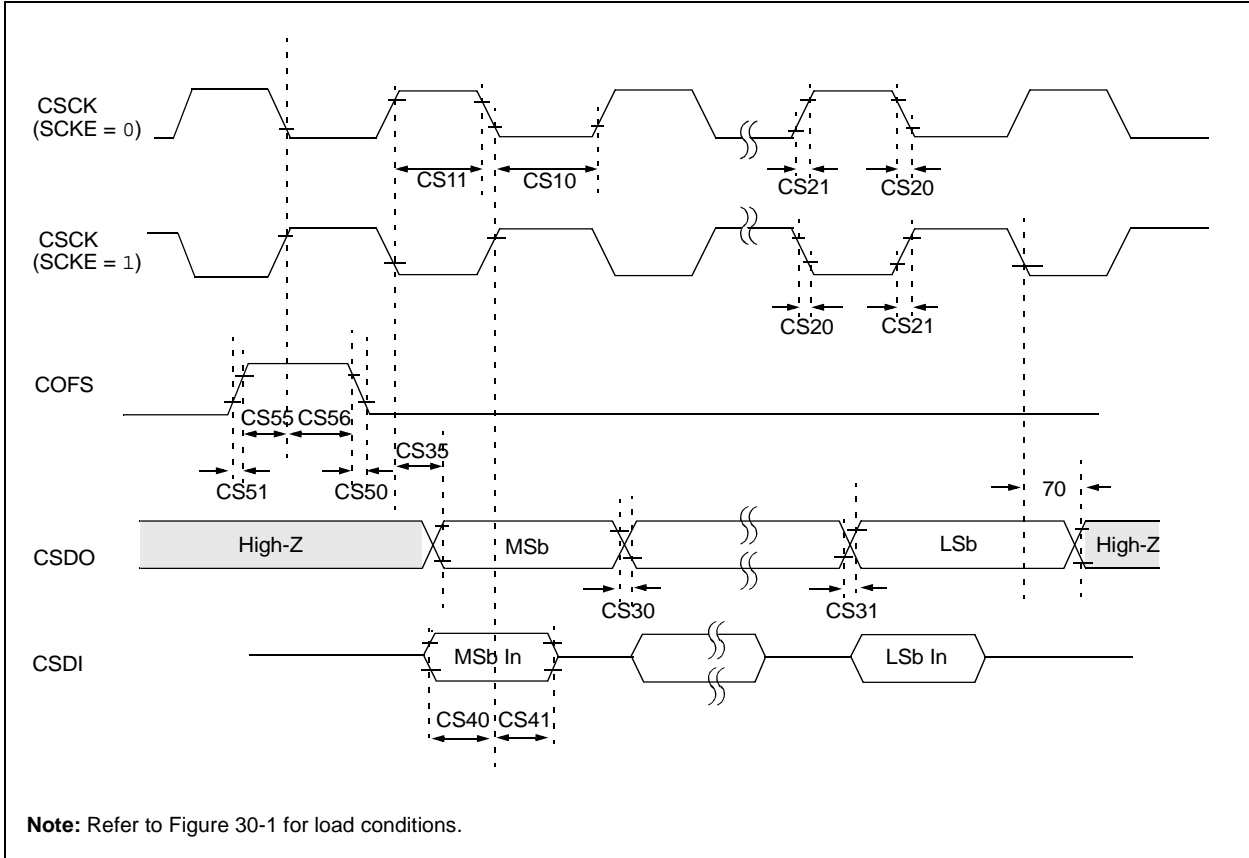 CSCK
(SCKE = 0)
CS11
CS10
CS21
CS20
CSCK
(SCKE = 1)
CS20
CS21
COFS
CS55
CS56
CS35
CS51
CS50
70
CSDO
High-Z
MSb
LSb
High-Z
CS30
CS31
CSDI
MSb In
LSb In
CS40
CS41
Note: Refer to Figure 30-1 for load conditions.